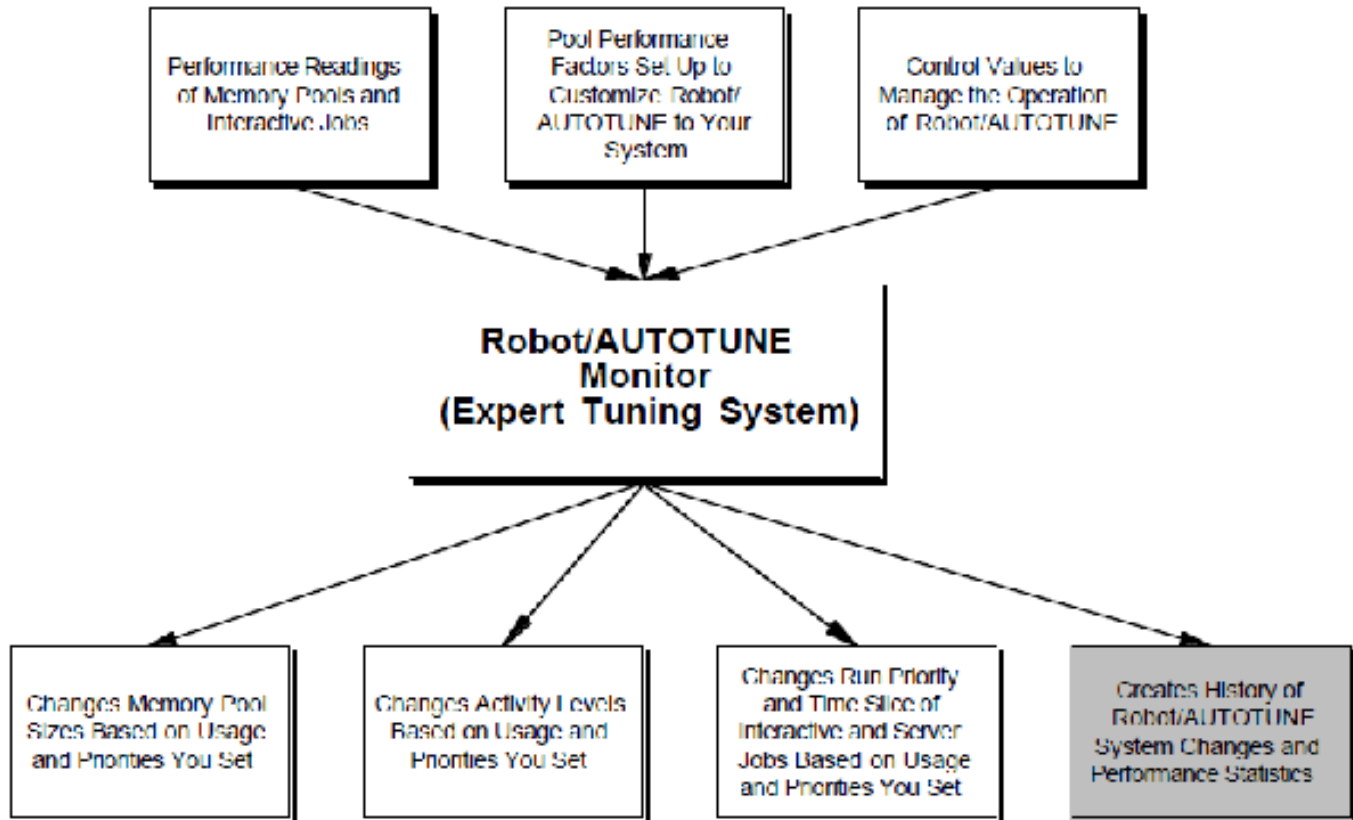 Performance Readings
of Memory Pools and
Interactive Jobs
Pool Performance
Factors Set Up to
Customize Robot/
AUTOTUNE to Your
System
Control Values to
Manage the Operation
of Robot/AUTOTUNE
Robot/AUTOTUNE
Monitor
(Expert Tuning System)
Changes Memory Pool
Sizes Based on Usage
and Priorities You Set
Changes Activity Levels
Based on Usage and
Priorities You Set
Changes Run Priority
and Time Slice of
Interactive and Server
Jobs Based on Usage
and Priorities You Set
Creates History of
Robot/AUTOTUNE
System Changes and
Performance Statistics